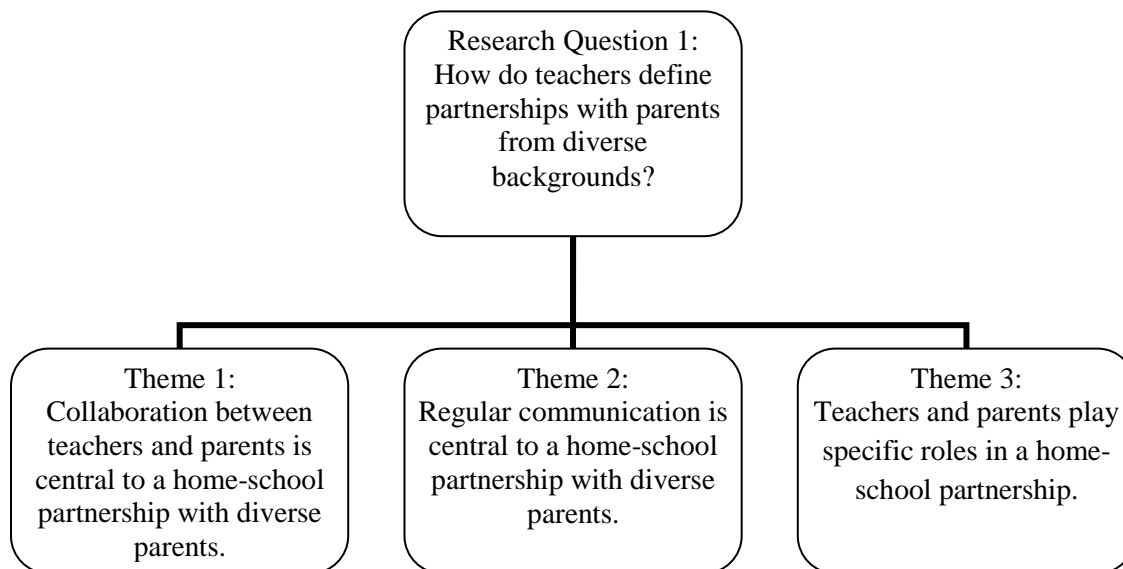 Research Question 1:
How do teachers define
partnerships with parents
from diverse
backgrounds?
Theme 1:
Collaboration between
teachers and parents is
central to a home-school
partnership with diverse
parents.
Theme 2:
Regular communication is
central to a home-school
partnership with diverse
parents.
Theme 3:
Teachers and parents play
specific roles in a home-
school partnership.